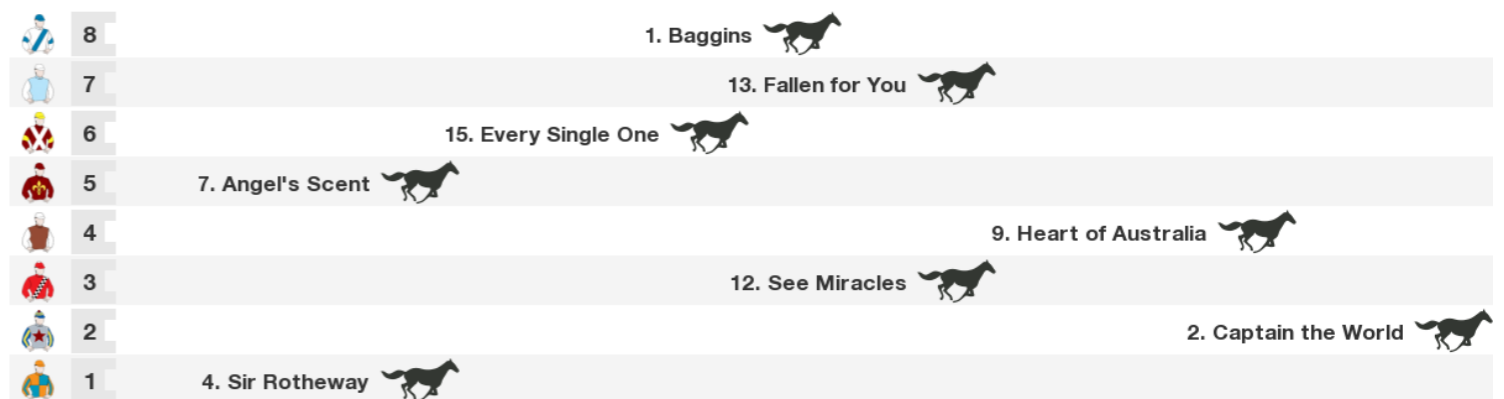 8 1. Baggins
7 13. Fallen for You
6 15. Every Single One
5 7. Angel's Scent
4 9. Heart of Australia
3 12. See Miracles
2 2. Captain the World
1 4. Sir Rotheway